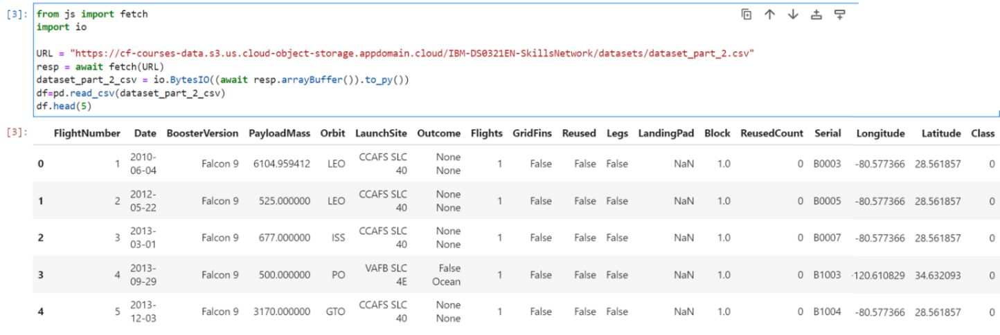 [3]: from js import fetch
import io
URL = "https://cf-courses-data.s3.us.cloud-object-storage.appdomain.cloud/IBM-DS0321EN-SkillsNetwork/datasets/dataset_part_2.csv"
resp = await fetch(URL)
dataset_part_2_csv = io.BytesIO((await resp.arrayBuffer()).to_py())
df=pd.read_csv(dataset_part_2_csv)
df.head(5)
[3]: FlightNumber Date BoosterVersion PayloadMass Orbit LaunchSite Outcome Flights GridFins Reused Legs LandingPad Block ReusedCount Serial Longitude Latitude Class
0 1 2010-06-04 Falcon 9 6104.959412 LEO CCAFS SLC 40 None None 1 False False False NaN 1.0 0 B0003 -80.577366 28.561857 0
1 2 2012-05-22 Falcon 9 525.000000 LEO CCAFS SLC 40 None None 1 False False False NaN 1.0 0 B0005 -80.577366 28.561857 0
2 3 2013-03-01 Falcon 9 677.000000 ISS CCAFS SLC 40 None None 1 False False False NaN 1.0 0 B0007 -80.577366 28.561857 0
3 4 2013-09-29 Falcon 9 500.000000 PO VAFB SLC 4E False Ocean 1 False False False NaN 1.0 0 B1003 -120.610829 34.632093 0
4 5 2013-12-03 Falcon 9 3170.000000 GTO CCAFS SLC 40 None None 1 False False False NaN 1.0 0 B1004 -80.577366 28.561857 0